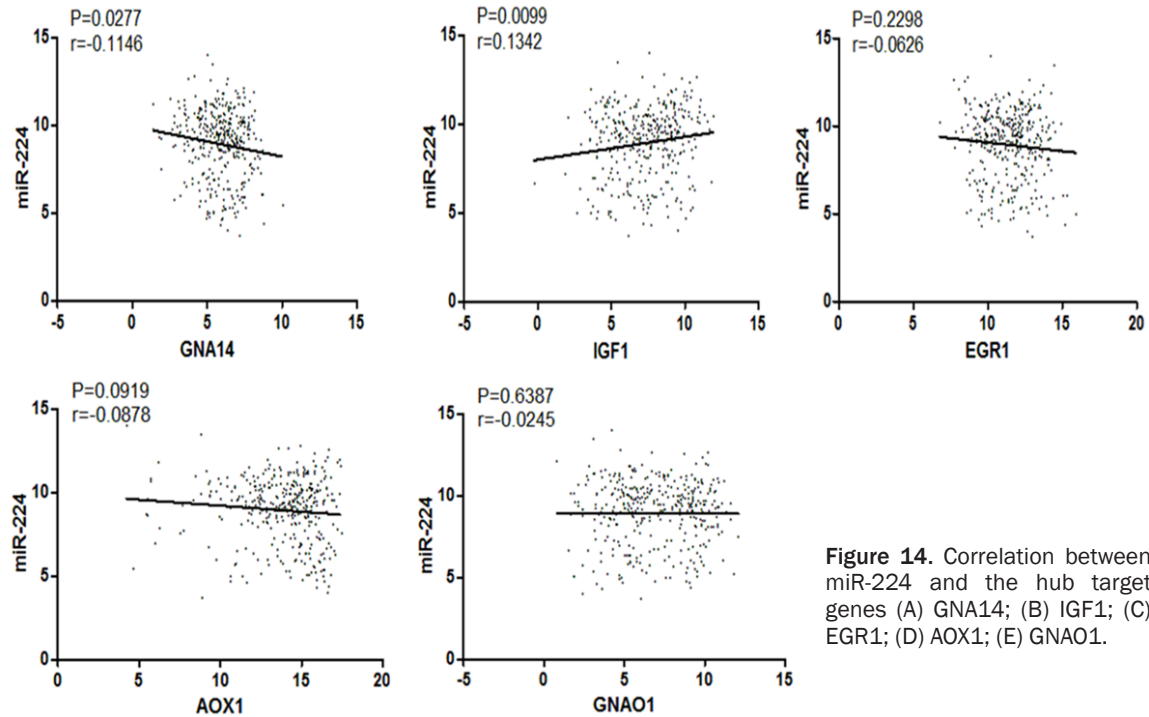 P=0.0277
r=-0.1146
15
10
5
0
miR-224
-5
0
5
10
15
GNA14
P=0.0099
r=0.1342
15
10
5
0
miR-224
-5
0
5
10
15
IGF1
P=0.2298
r=-0.0626
15
10
5
0
miR-224
0
5
10
15
20
EGR1
P=0.0919
r=-0.0878
15
10
5
0
miR-224
0
5
10
15
20
AOX1
P=0.6387
r=-0.0245
15
10
5
0
miR-224
-5
0
5
10
15
GNAO1
Figure 14. Correlation between
miR-224 and the hub target
genes (A) GNA14; (B) IGF1; (C)
EGR1; (D) AOX1; (E) GNAO1.